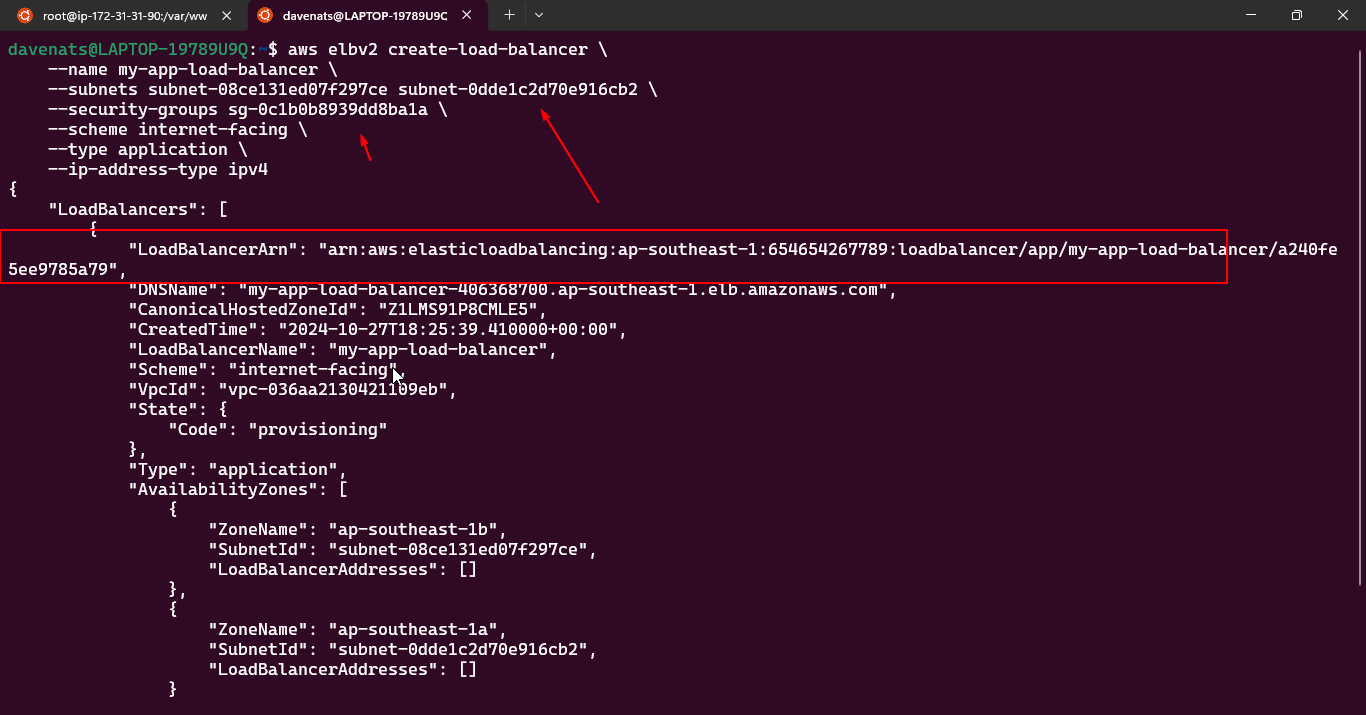 root@ip-172-31-31-90:/var/ww
davenats@LAPTOP-19789U9Q
davenats@LAPTOP-19789U9Q:~$ aws elbv2 create-load-balancer \
--name my-app-load-balancer \
--subnets subnet-08ce131ed07f297ce subnet-0dde1c2d70e916cb2 \
--security-groups sg-0c1b0b8939dd8ba1a \
--scheme internet-facing \
--type application \
--ip-address-type ipv4
{
"LoadBalancers": [
{
"LoadBalancerArn": "arn:aws:elasticloadbalancing:ap-southeast-1:654654267789:loadbalancer/app/my-app-load-balancer/a240fe
5ee9785a79",
"DNSName": "my-app-load-balancer-406368700.ap-southeast-1.elb.amazonaws.com",
"CanonicalHostedZoneId": "Z1LMS91P8CMLE5",
"CreatedTime": "2024-10-27T18:25:39.410000+00:00",
"LoadBalancerName": "my-app-load-balancer",
"Scheme": "internet-facing",
"VpcId": "vpc-036aa2130421109eb",
"State": {
"Code": "provisioning"
},
"Type": "application",
"AvailabilityZones": [
{
"ZoneName": "ap-southeast-1b",
"SubnetId": "subnet-08ce131ed07f297ce",
"LoadBalancerAddresses": []
},
{
"ZoneName": "ap-southeast-1a",
"SubnetId": "subnet-0dde1c2d70e916cb2",
"LoadBalancerAddresses": []
}